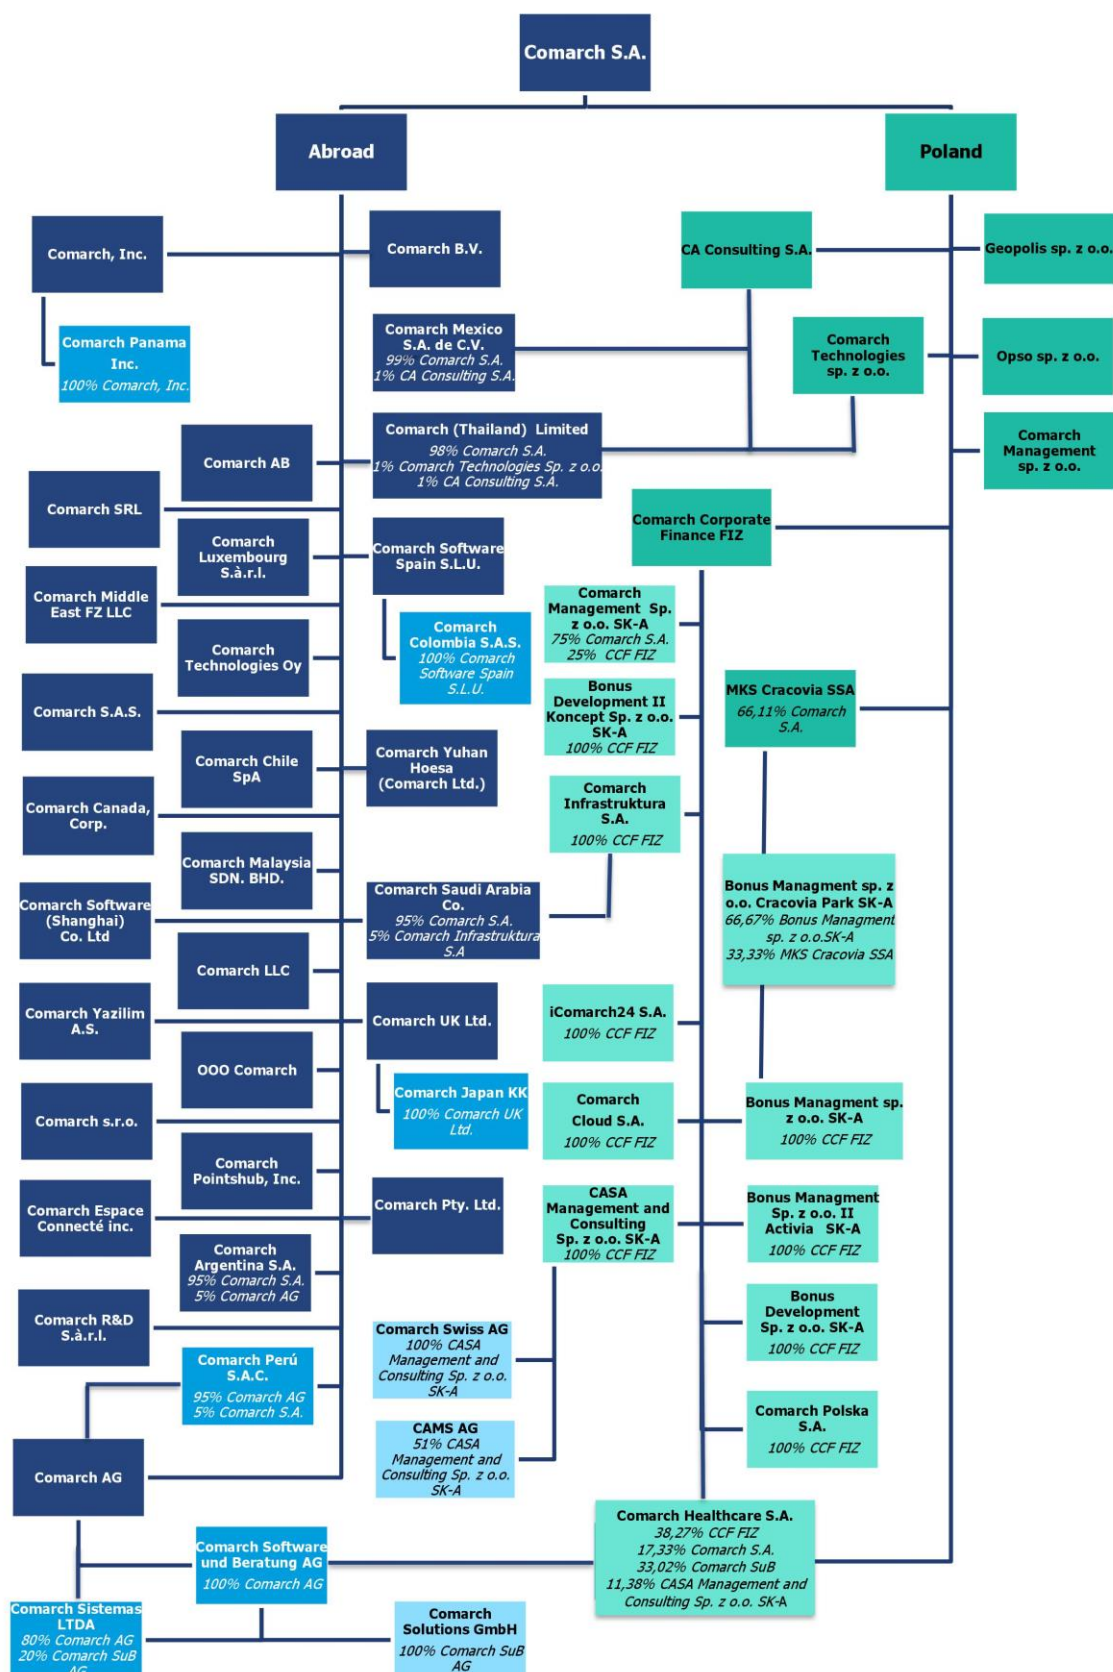 Comarch S.A.
Abroad
Poland
Comarch, Inc.
Comarch B.V.
CA Consulting S.A.
Geopolis sp. z o.o.
Comarch Panama
Inc.
100% Comarch, Inc.
Comarch Mexico
S.A. de C.V.
99% Comarch S.A.
1% CA Consulting S.A.
Comarch
Technologies
sp. z o.o.
Opso sp. z o.o.
Comarch AB
Comarch (Thailand) Limited
98% Comarch S.A.
1% Comarch Technologies Sp. z o.o.
1% CA Consulting S.A.
Comarch
Management
sp. z o.o.
Comarch SRL
Comarch Corporate
Finance FIZ
Comarch
Luxembourg
S.à.r.l.
Comarch Software
Spain S.L.U.
Comarch Middle
East FZ LLC
Comarch
Management Sp.
z o.o. SK-A
75% Comarch S.A.
25% CCF FIZ
Comarch
Technologies Oy
Comarch
Colombia S.A.S.
100% Comarch
Software Spain
S.L.U.
Comarch S.A.S.
Bonus
Development II
Koncept Sp. z o.o.
SK-A
100% CCF FIZ
MKS Cracovia SSA
66,11% Comarch
S.A.
Comarch Chile
SpA
Comarch Yuhan
Hoesa
(Comarch Ltd.)
Comarch Canada,
Corp.
Comarch
Infrastruktura
S.A.
100% CCF FIZ
Comarch Malaysia
SDN. BHD.
Comarch Software
(Shanghai)
Co. Ltd
Comarch Saudi Arabia
Co.
95% Comarch S.A.
5% Comarch Infrastruktura
S.A
Bonus Managment sp. z
o.o. Cracovia Park SK-A
66,67% Bonus Managment
sp. z o.o.SK-A
33,33% MKS Cracovia SSA
Comarch LLC
Comarch Yazilim
A.S.
Comarch UK Ltd.
iComarch24 S.A.
100% CCF FIZ
OOO Comarch
Comarch Japan KK
100% Comarch UK
Ltd.
Comarch s.r.o.
Comarch
Cloud S.A.
100% CCF FIZ
Bonus Managment sp.
z o.o. SK-A
100% CCF FIZ
Comarch
Pointshub, Inc.
Comarch Espace
Connecté inc.
Comarch Pty. Ltd.
CASA
Management and
Consulting
Sp. z o.o. SK-A
100% CCF FIZ
Bonus Managment
Sp. z o.o. II
Activia SK-A
100% CCF FIZ
Comarch
Argentina S.A.
95% Comarch S.A.
5% Comarch AG
Comarch R&D
S.à.r.l.
Comarch Swiss AG
100% CASA
Management and
Consulting Sp. z o.o.
SK-A
Bonus
Development
Sp. z o.o. SK-A
100% CCF FIZ
Comarch Perú
S.A.C.
95% Comarch AG
5% Comarch S.A.
Comarch Polska
S.A.
100% CCF FIZ
Comarch AG
CAMS AG
51% CASA
Management and
Consulting Sp. z o.o.
SK-A
Comarch Healthcare S.A.
38,27% CCF FIZ
17,33% Comarch S.A.
33,02% Comarch SuB
11,38% CASA Management and
Consulting Sp. z o.o. SK-A
Comarch Software
und Beratung AG
100% Comarch AG
Comarch Sistemas
LTDA
80% Comarch AG
20% Comarch SuB
AG
Comarch
Solutions GmbH
100% Comarch SuB
AG